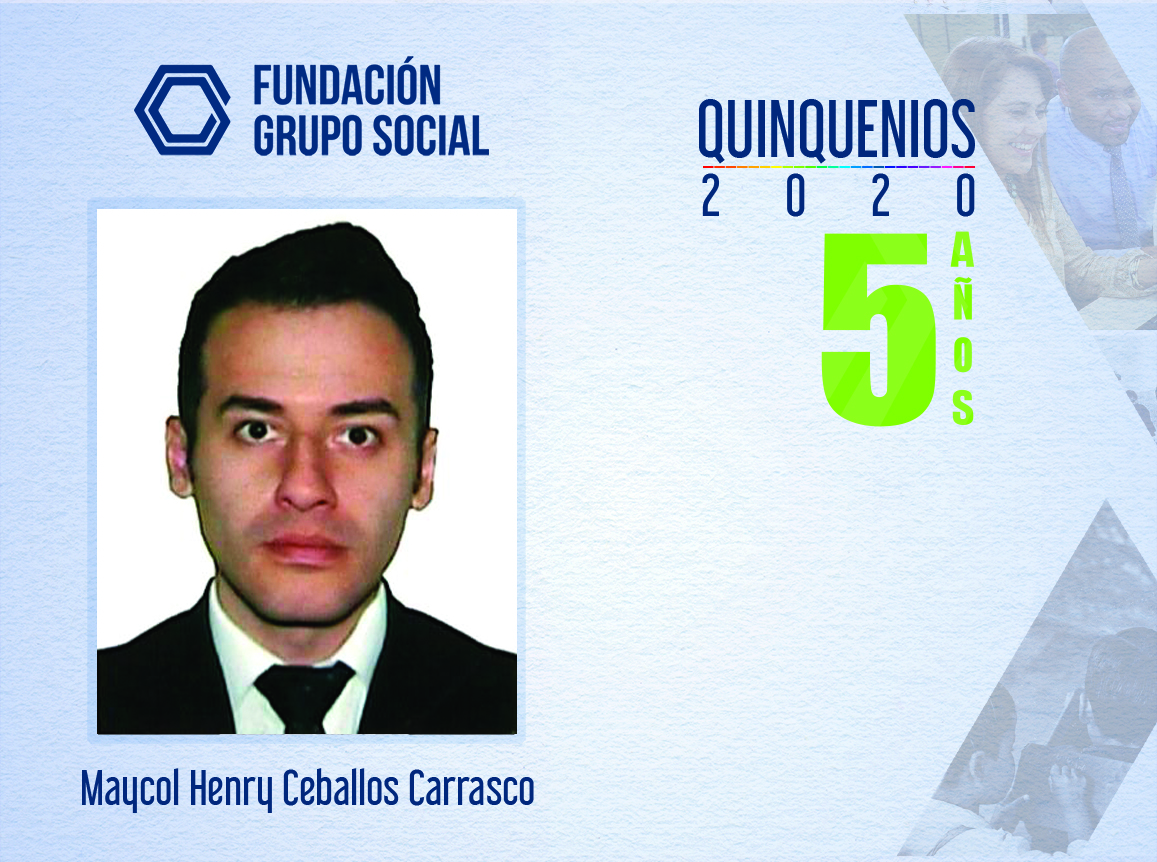 FUNDACIÓN
GRUPO SOCIAL
QUINQUENIOS
2020
5 AÑOS
Maycol Henry Ceballos Carrasco